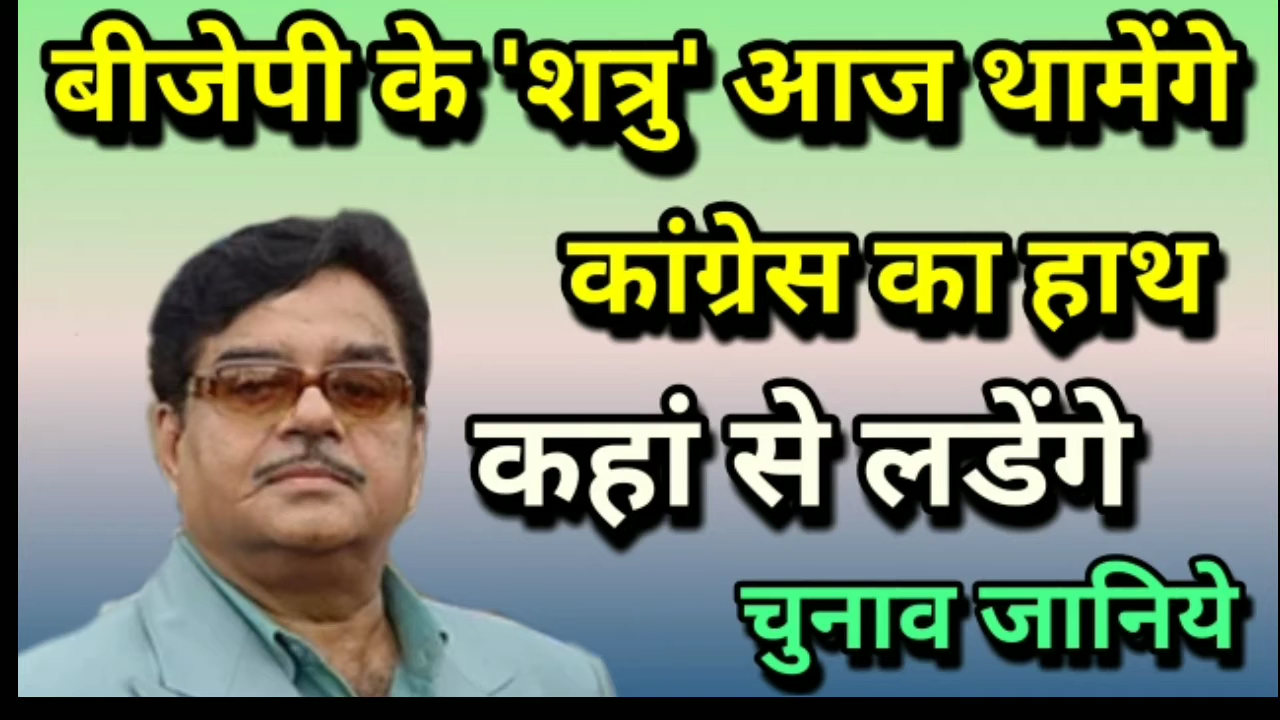 बीजेपी के 'शत्रु' आज थामेंगे
कांग्रेस का हाथ
कहां से लडेंगे
चुनाव जानिये